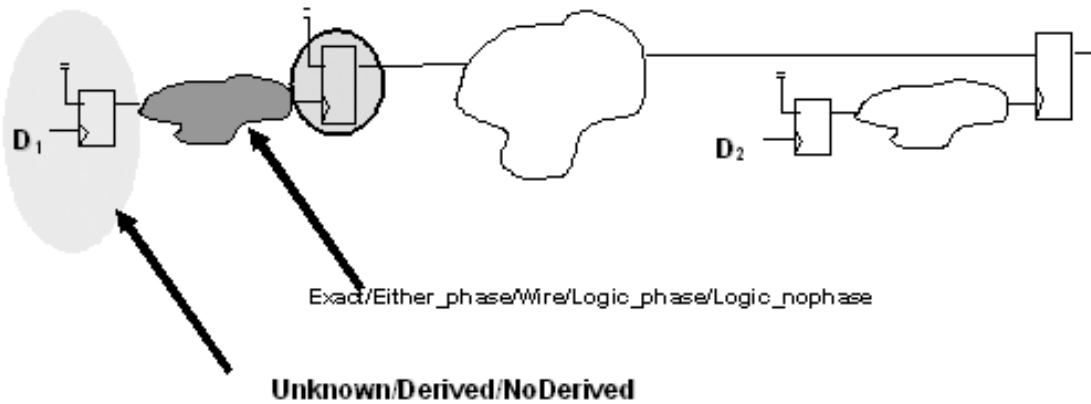 D1
D2
Exact/Either_phase/Wire/Logic_phase/Logic_nophase
Unknown/Derived/NoDerived